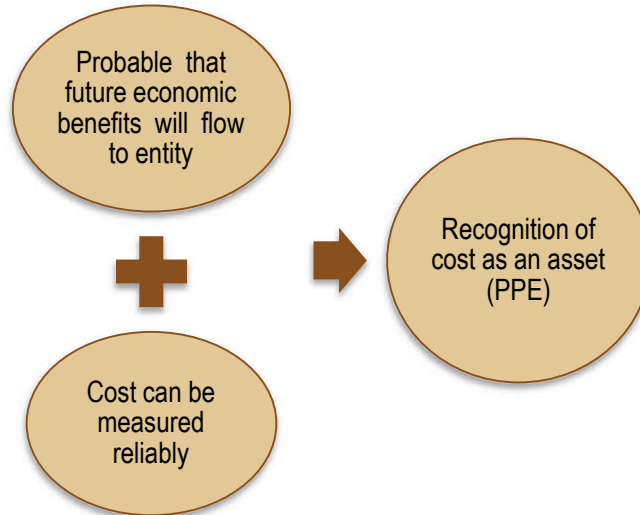 Probable that
future economic
benefits will flow
to entity
Cost can be
measured
reliably
Recognition of
cost as an asset
(PPE)